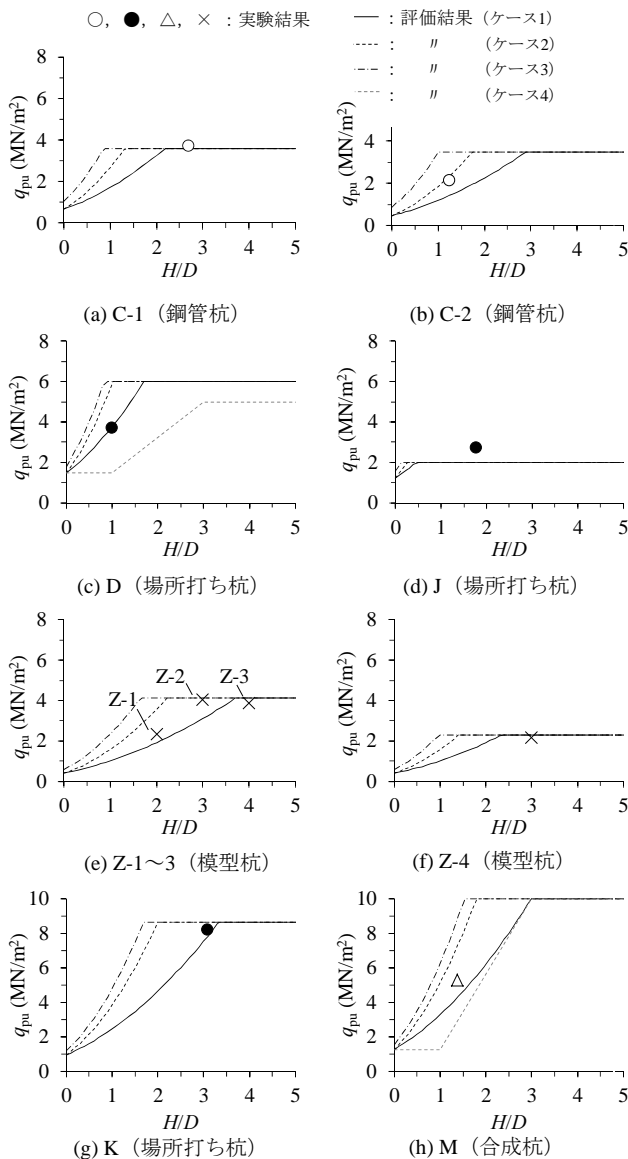 ○, ●, △, × : 実験結果
: 評価結果 (ケース1)
: 〃 (ケース2)
: 〃 (ケース3)
: 〃 (ケース4)
8
6
4
2
0
qpu (MN/m²)
0 1 2 3 4 5
H/D
(a) C-1（鋼管杭）
4
2
0
qpu (MN/m²)
0 1 2 3 4 5
H/D
(b) C-2（鋼管杭）
8
6
4
2
0
qpu (MN/m²)
0 1 2 3 4 5
H/D
(c) D（場所打ち杭）
8
6
4
2
0
qpu (MN/m²)
0 1 2 3 4 5
H/D
(d) J（場所打ち杭）
8
6
4
2
0
qpu (MN/m²)
Z-1
Z-2
Z-3
0 1 2 3 4 5
H/D
(e) Z-1～3（模型杭）
8
6
4
2
0
qpu (MN/m²)
0 1 2 3 4 5
H/D
(f) Z-4（模型杭）
10
8
6
4
2
0
qpu (MN/m²)
0 1 2 3 4 5
H/D
(g) K（場所打ち杭）
10
8
6
4
2
0
qpu (MN/m²)
0 1 2 3 4 5
H/D
(h) M（合成杭）